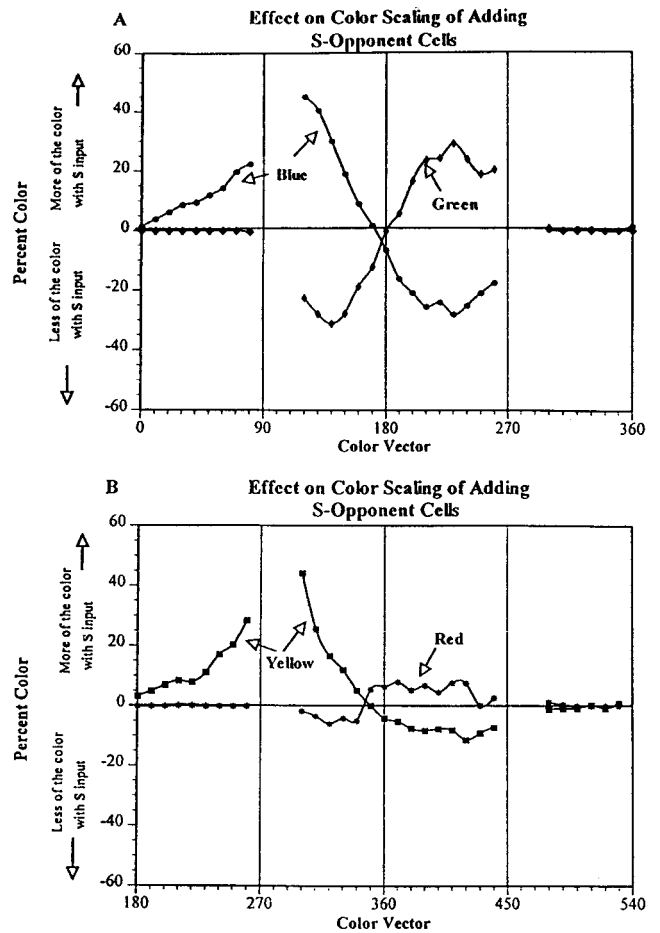 A
Effect on Color Scaling of Adding
S-Opponent Cells
60
40
20
0
-20
-40
-60
Percent Color
More of the color
with S input
Less of the color
with S input
Blue
Green
0 90 180 270 360
Color Vector
B
Effect on Color Scaling of Adding
S-Opponent Cells
60
40
20
0
-20
-40
-60
Percent Color
More of the color
with S input
Less of the color
with S input
Yellow
Red
180 270 360 450 540
Color Vector